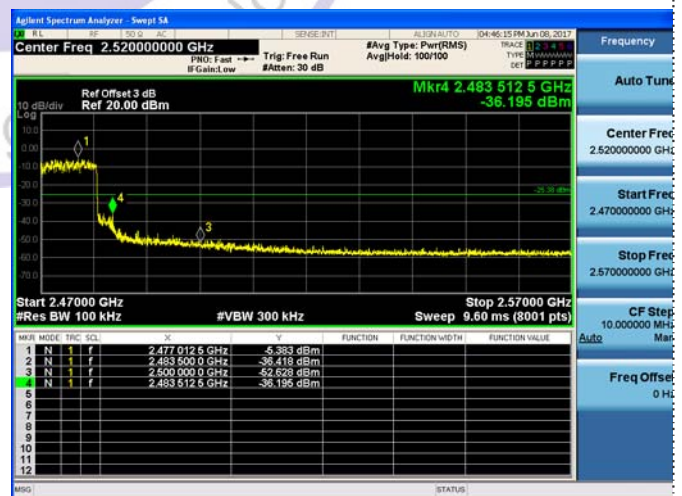 Agilent Spectrum Analyzer - Swept SA
RL RF 50 Ω AC SENSE:INT ALIGNAUTO 04:46:15 PM Jun 08, 2017
Center Freq 2.520000000 GHz
PNO: Fast
IFGain:Low
Trig: Free Run
#Atten: 30 dB
#Avg Type: Pwr(RMS)
Avg|Hold: 100/100
TRACE 1 2 3 4 5 6
TYPE
DET P P P P P P
Mkr4 2.483 512 5 GHz
-36.195 dBm
Ref Offset 3 dB
10 dB/div Ref 20.00 dBm
Log
10.0
0.00
-10.0
-20.0
-30.0
-40.0
-50.0
-60.0
-70.0
1
4
3
-25.38 dBm
Start 2.47000 GHz Stop 2.57000 GHz
#Res BW 100 kHz #VBW 300 kHz Sweep 9.60 ms (8001 pts)
MKR MODE TRC SCL X Y FUNCTION FUNCTION WIDTH FUNCTION VALUE
1 N 1 f 2.477 012 5 GHz -5.383 dBm
2 N 1 f 2.483 500 0 GHz -36.418 dBm
3 N 1 f 2.500 000 0 GHz -52.628 dBm
4 N 1 f 2.483 512 5 GHz -36.195 dBm
5
6
7
8
9
10
11
12
MSG STATUS
Frequency
Auto Tune
Center Freq
2.520000000 GHz
Start Freq
2.470000000 GHz
Stop Freq
2.570000000 GHz
CF Step
10.000000 MHz
Auto Man
Freq Offset
0 Hz